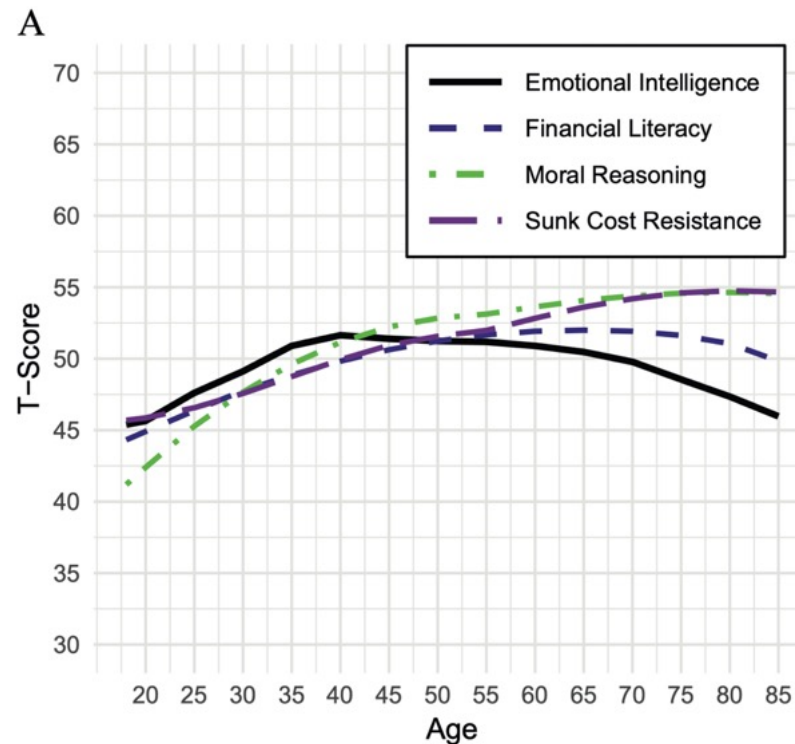 A
70
65
60
55
50
45
40
35
30
T-Score
Emotional Intelligence
Financial Literacy
Moral Reasoning
Sunk Cost Resistance
20 25 30 35 40 45 50 55 60 65 70 75 80 85
Age